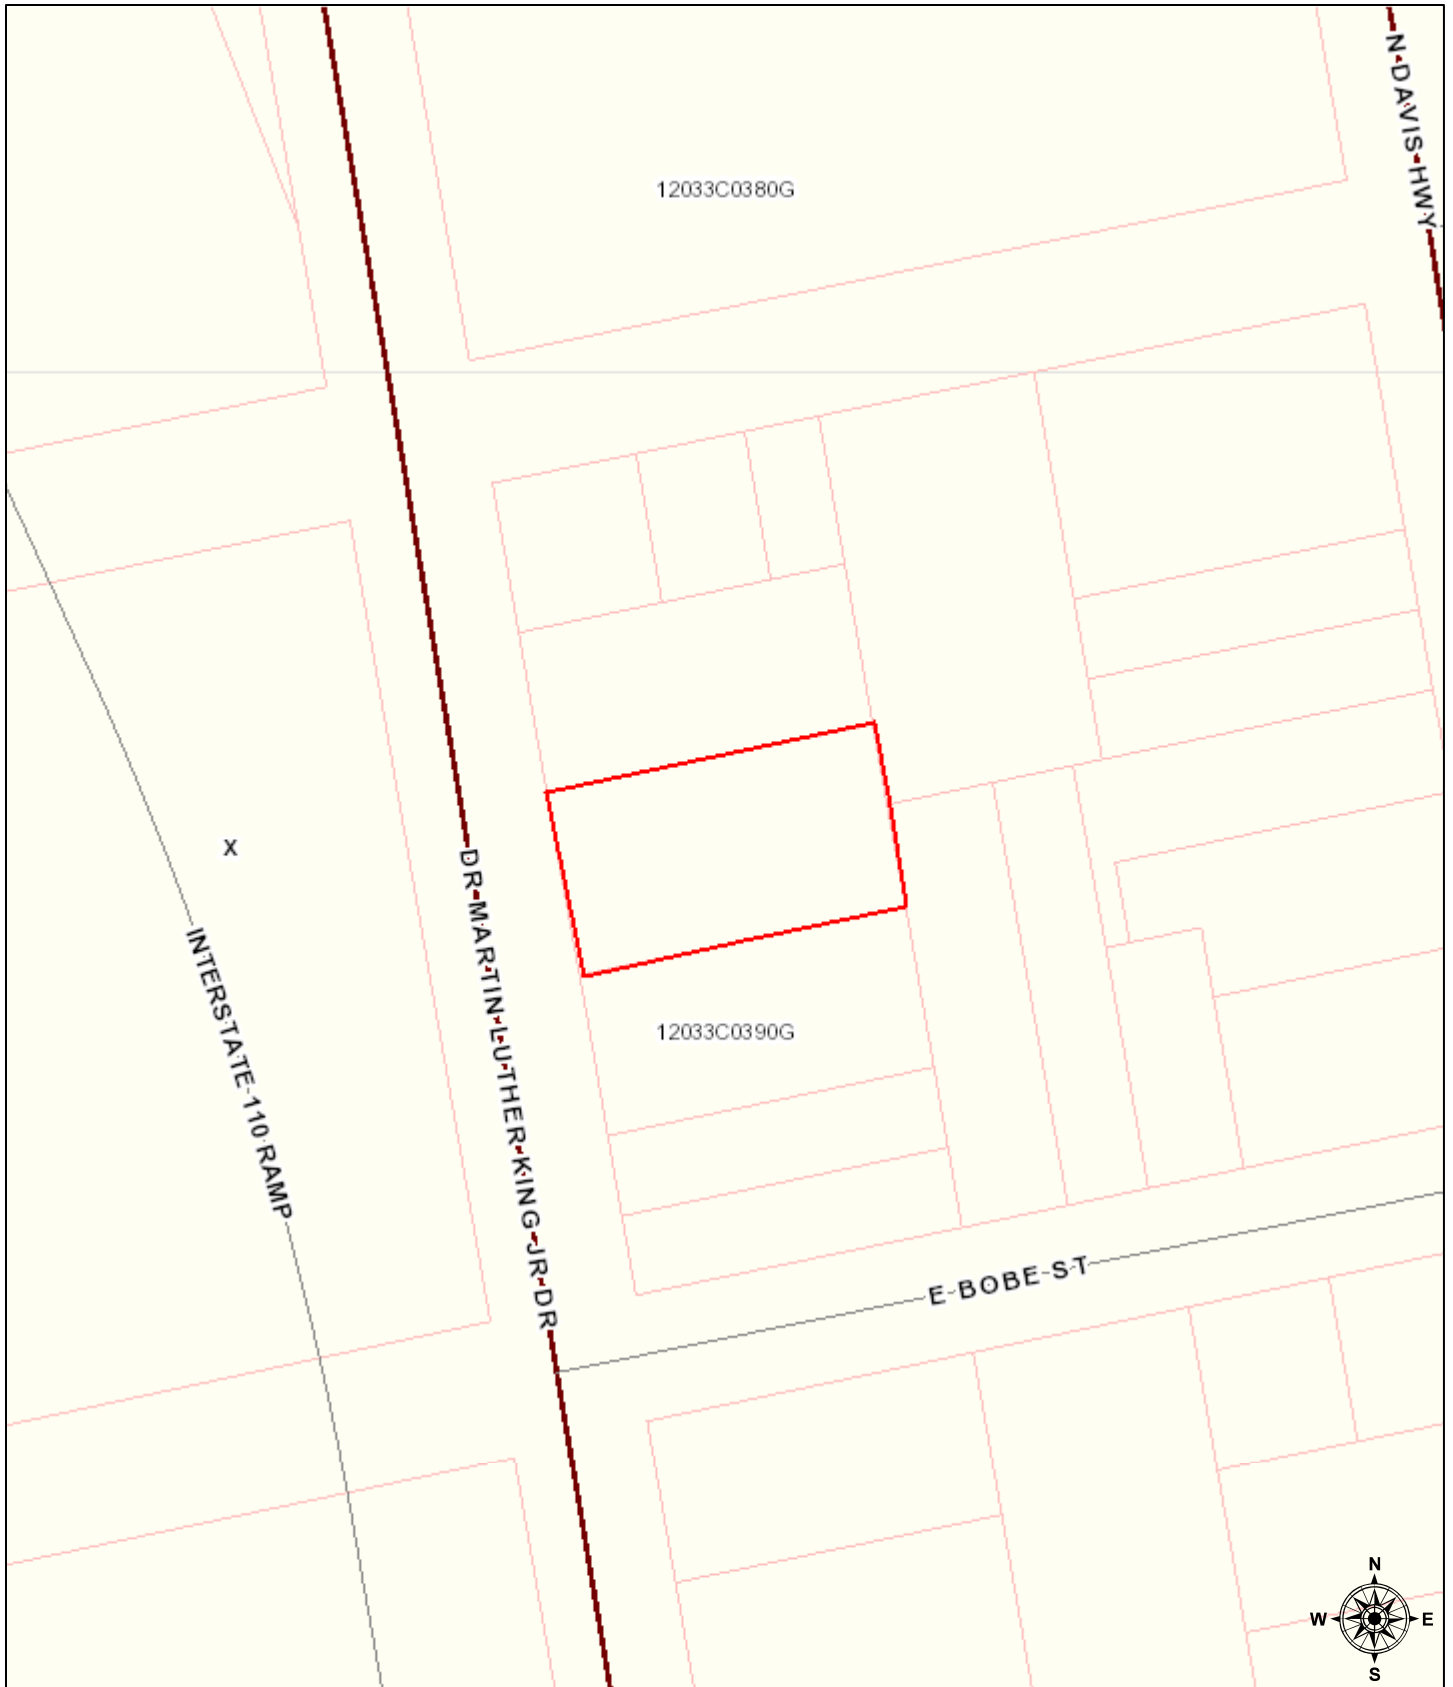 N DAVIS HWY
12033C0380G
X
DR MARTIN LUTHER KING JR DR
INTERSTATE 110 RAMP
12033C0390G
E BOBE ST
N
W E
S